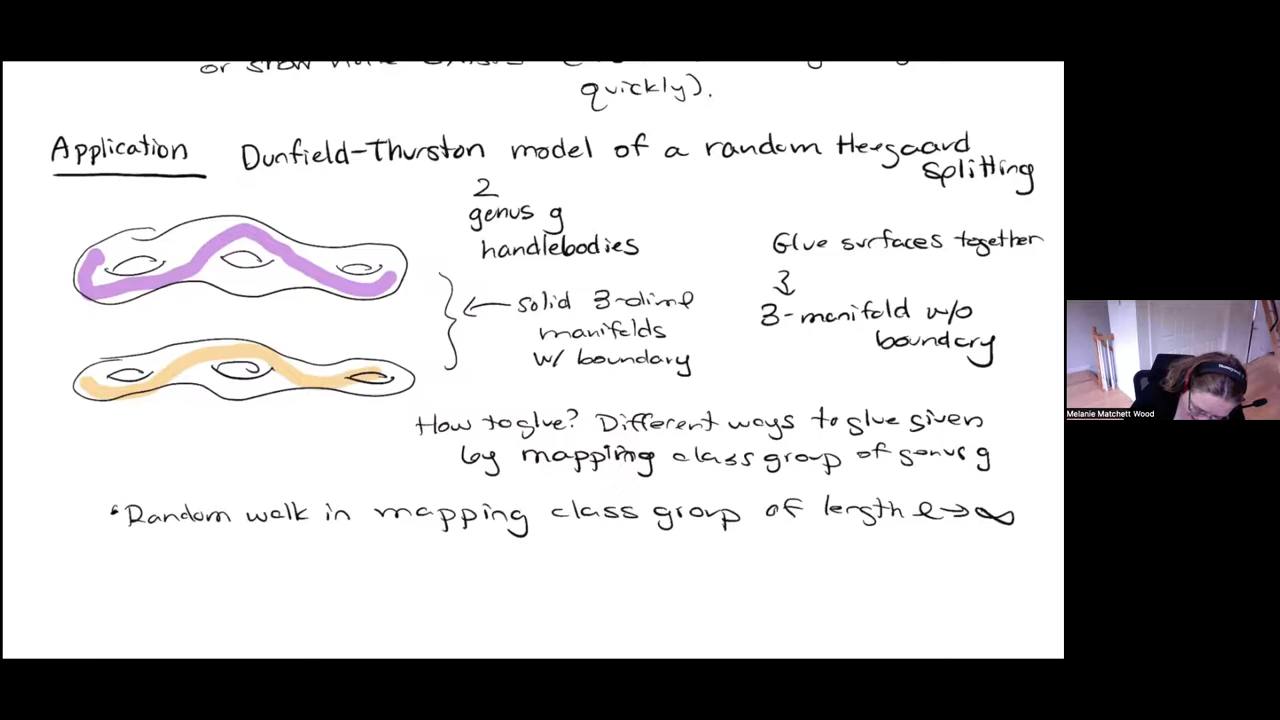 quickly).
Application Dunfield-Thurston model of a random Heegaard
splitting
2
genus g
handlebodies
Glue surfaces together
solid 3-dim'l
manifolds
w/ boundary
3-manifold w/o
boundary
How to glue? Different ways to glue given
by mapping class group of genus g
Random walk in mapping class group of length l→∞
Melanie Matchett Wood